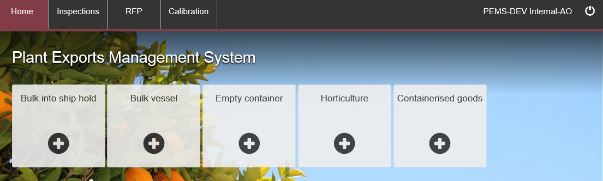 Home Inspections RFP Calibration PEMS-DEV Internal-AO
Plant Exports Management System
Bulk into ship hold Bulk vessel Empty container Horticulture Containerised goods